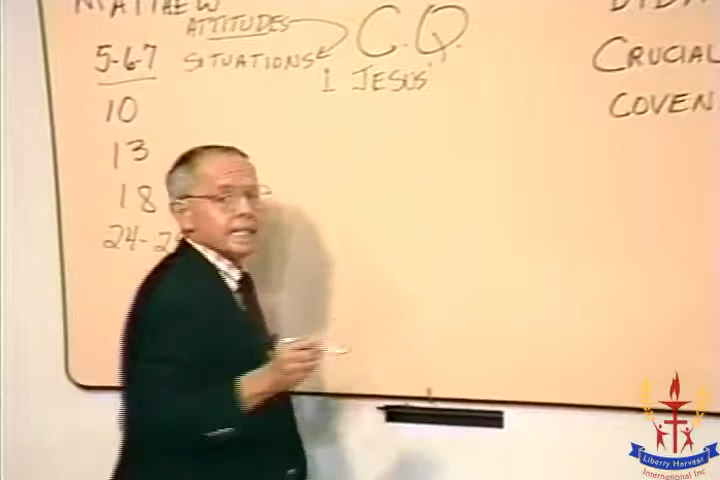 MATTHEW
ATTITUDES
C.Q.
5-6-7
SITUATIONS
1 JESUS'
10
13
18
24-2
CRUCIAL
COVEN
Liberty Harvest
International Inc